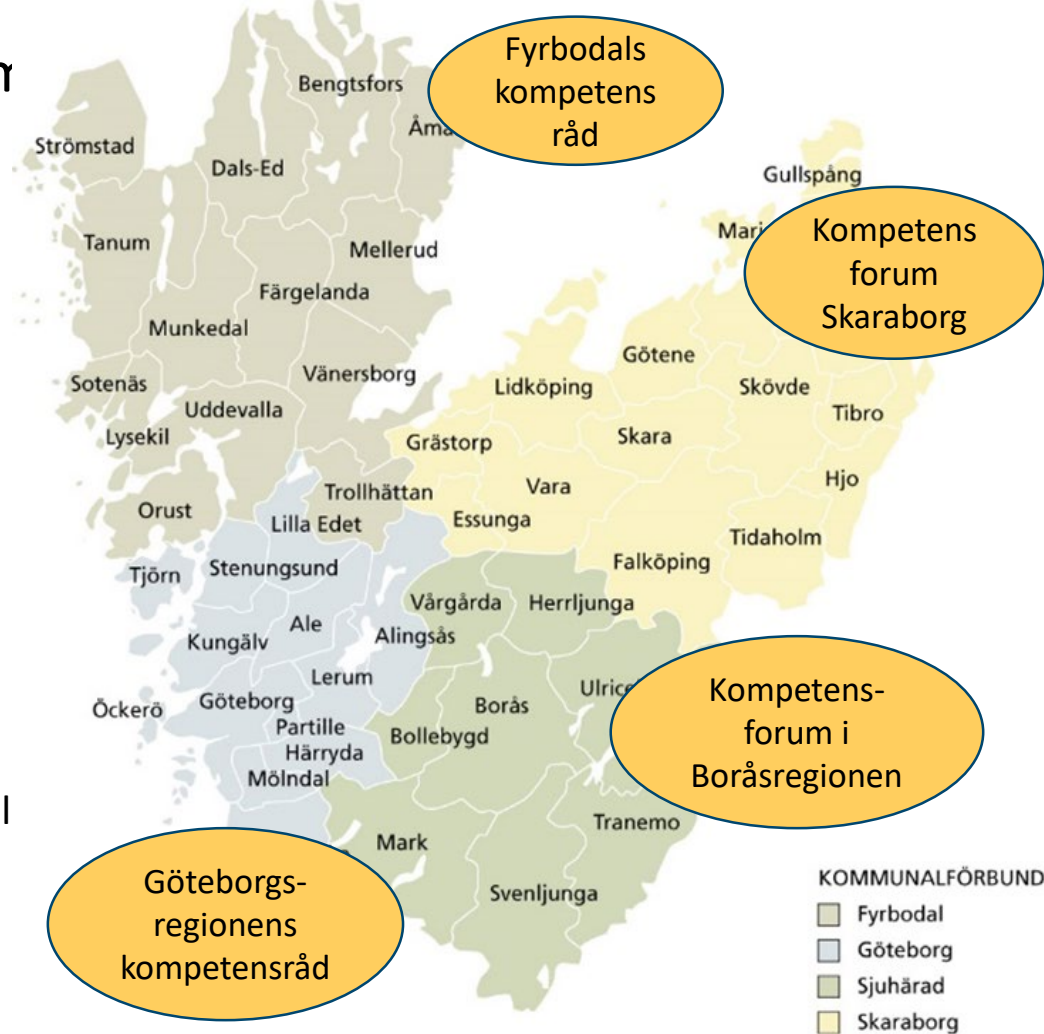 Fyrbodals
kompetens
råd
Bengtsfors
Strömstad
Dals-Ed
Gullspång
Tanum
Mellerud
Kompetens
forum
Skaraborg
Färgelanda
Munkedal
Götene
Sotenäs
Vänersborg
Lidköping
Skövde
Uddevalla
Tibro
Lysekil
Grästorp
Skara
Hjo
Trollhättan
Vara
Orust
Lilla Edet
Essunga
Tidaholm
Falköping
Tjörn
Stenungsund
Vårgårda
Herrljunga
Ale
Kungälv
Alingsås
Lerum
Öckerö
Göteborg
Borås
Partille
Bollebygd
Härryda
Mölndal
Kompetens-
forum i
Boråsregionen
Tranemo
Mark
Svenljunga
Göteborgs-
regionens
kompetensråd
KOMMUNALFÖRBUND
Fyrbodal
Göteborg
Sjuhärad
Skaraborg